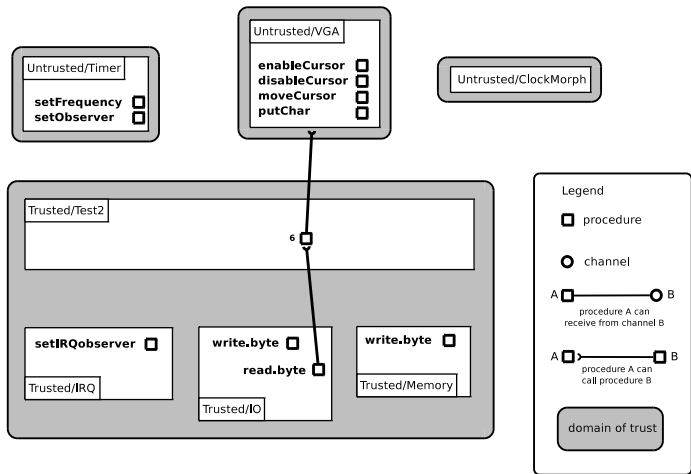 Untrusted/Timer
setFrequency
setObserver
Untrusted/VGA
enableCursor
disableCursor
moveCursor
putChar
Untrusted/ClockMorph
Trusted/Test2
6
setIRQobserver
Trusted/IRQ
write.byte
read.byte
Trusted/IO
write.byte
Trusted/Memory
Legend
procedure
channel
A B
procedure A can
receive from channel B
A B
procedure A can
call procedure B
domain of trust